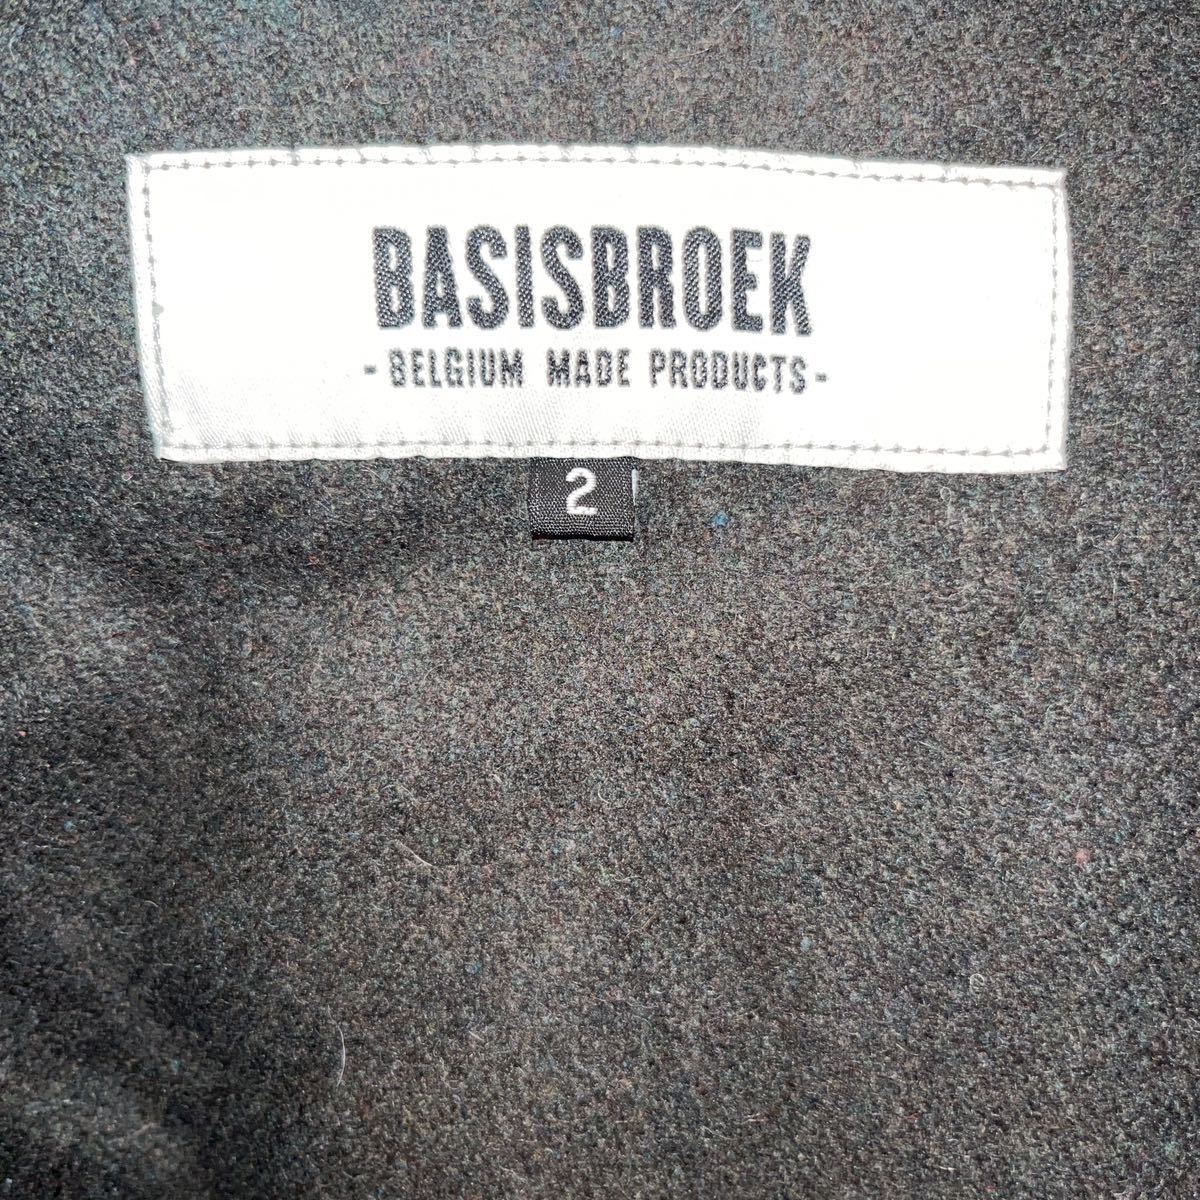 BASISBROEK
- BELGIUM MADE PRODUCTS -
2